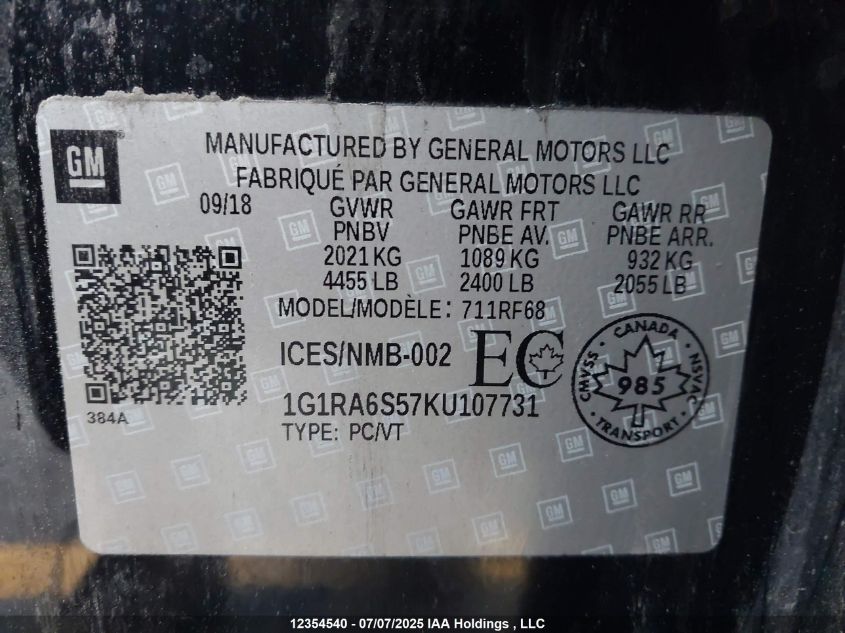 GM
MANUFACTURED BY GENERAL MOTORS LLC
FABRIQUÉ PAR GENERAL MOTORS LLC
09/18 GVWR GAWR FRT GAWR RR
PNBV PNBE AV. PNBE ARR.
2021 KG 1089 KG 932 KG
4455 LB 2400 LB 2055 LB
MODEL/MODÈLE: 711RF68
ICES/NMB-002 EC
CANADA
CMVSS 985 NSVAC
TRANSPORT
384A
1G1RA6S57KU107731
TYPE: PC/VT
12354540 - 07/07/2025 IAA Holdings , LLC